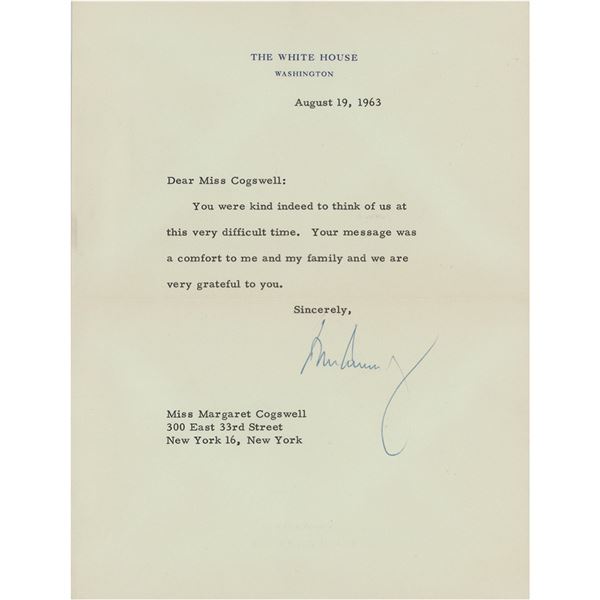 THE WHITE HOUSE
WASHINGTON
August 19, 1963
Dear Miss Cogswell:
You were kind indeed to think of us at
this very difficult time. Your message was
a comfort to me and my family and we are
very grateful to you.
Sincerely,
Miss Margaret Cogswell
300 East 33rd Street
New York 16, New York